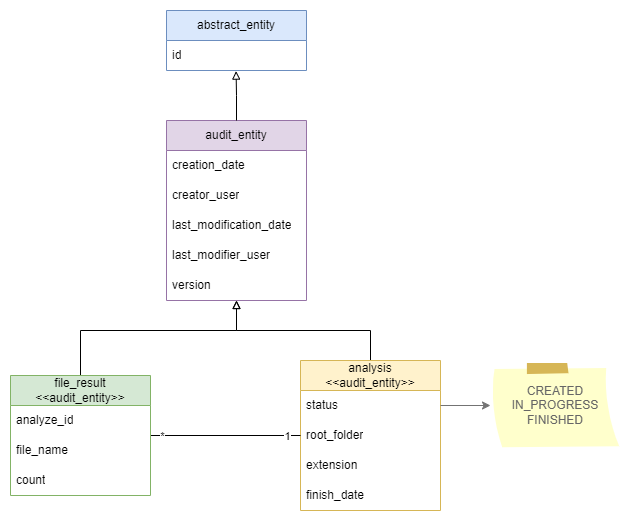 abstract_entity
id
audit_entity
creation_date
creator_user
last_modification_date
last_modifier_user
version
file_result
<<audit_entity>>
analyze_id
file_name
count
*
1
analysis
<<audit_entity>>
status
root_folder
extension
finish_date
CREATED
IN_PROGRESS
FINISHED